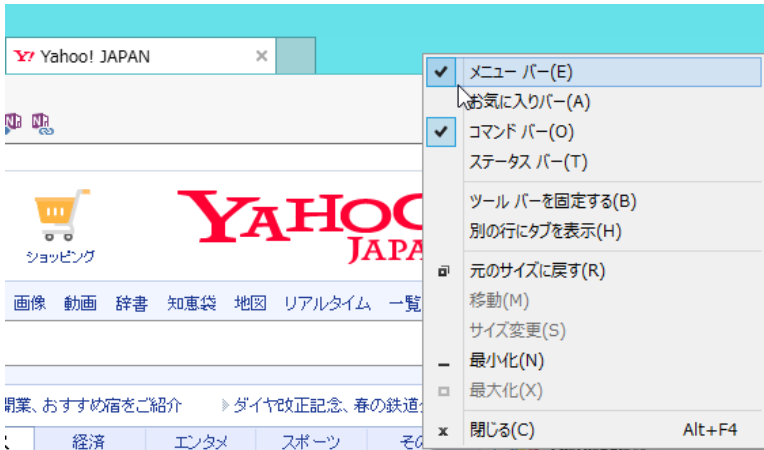 Y! Yahoo! JAPAN
メニュー バー(E)
お気に入りバー(A)
コマンド バー(O)
ステータス バー(T)
ツール バーを固定する(B)
別の行にタブを表示(H)
元のサイズに戻す(R)
移動(M)
サイズ変更(S)
最小化(N)
最大化(X)
閉じる(C) Alt+F4
YAHOO
JAPA
ショッピング
画像 動画 辞書 知恵袋 地図 リアルタイム 一覧
開業、おすすめ宿をご紹介 ダイヤ改正記念、春の鉄道
経済 エンタメ スポーツ その